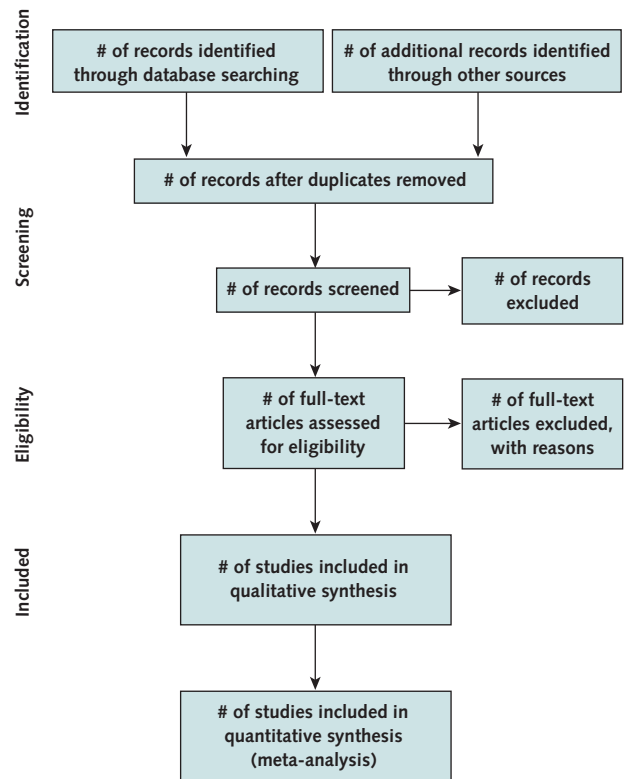 Identification
# of records identified
through database searching
# of additional records identified
through other sources
# of records after duplicates removed
Screening
# of records screened
# of records
excluded
Eligibility
# of full-text
articles assessed
for eligibility
# of full-text
articles excluded,
with reasons
Included
# of studies included in
qualitative synthesis
# of studies included in
quantitative synthesis
(meta-analysis)